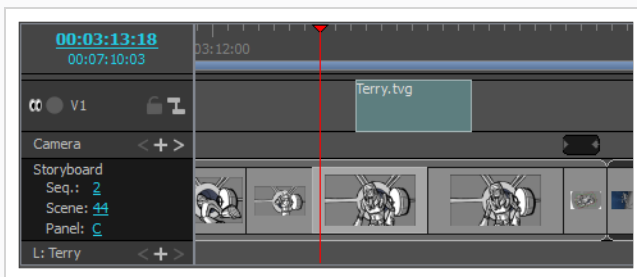 00:03:13:18
00:07:10:03
03:12:00
V1
Terry.tvg
Camera
Storyboard
Seq.: 2
Scene: 44
Panel: C
L: Terry